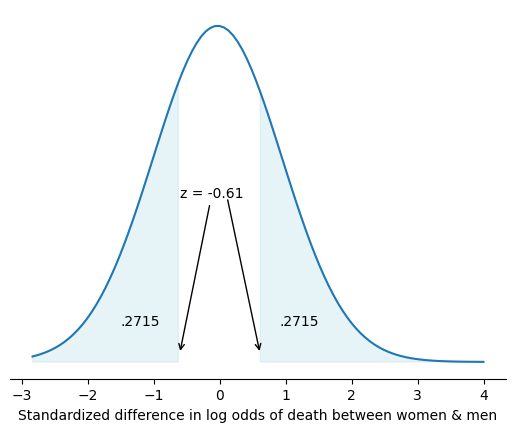 z = -0.61
.2715 .2715
−3 −2 −1 0 1 2 3 4
Standardized difference in log odds of death between women & men